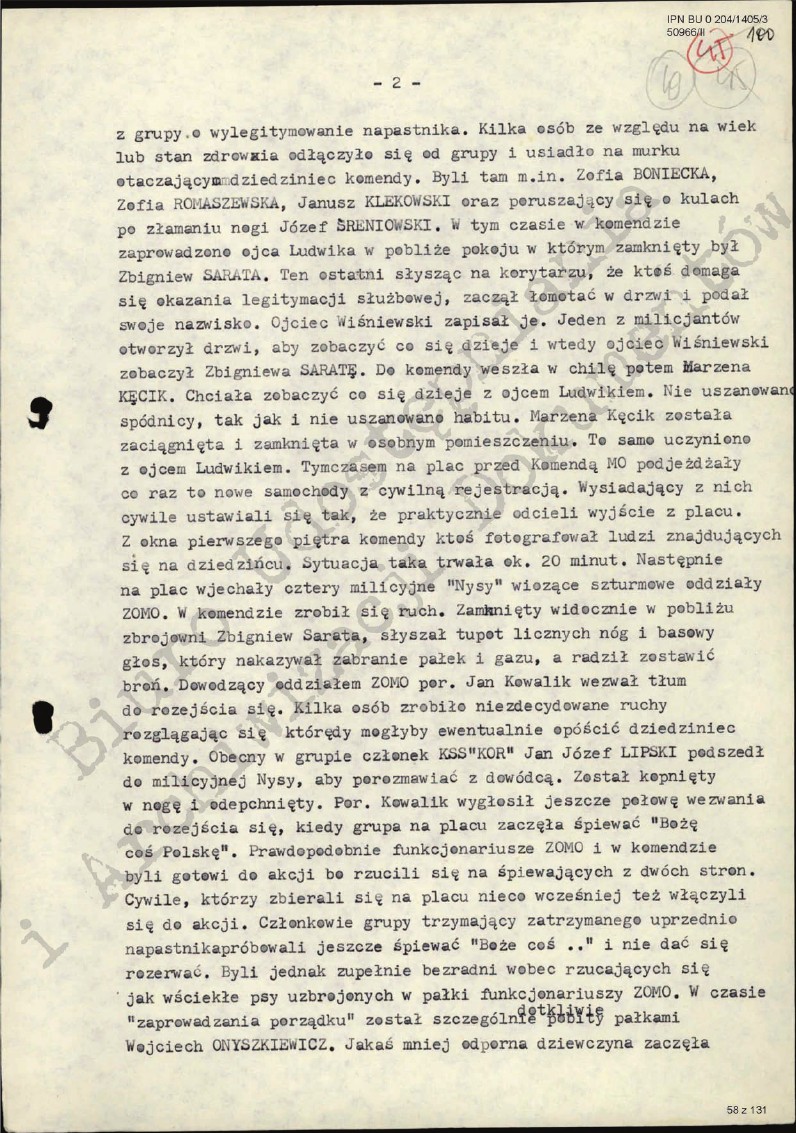 IPN BU 0 204/1405/3
50966/II
45 100
49 45
- 2 -
z grupy.o wylegitymowanie napastnika. Kilka osób ze względu na wiek
lub stan zdrowxia odłączyło się od grupy i usiadło na murku
otaczającymmdziedziniec komendy. Byli tam m.in. Zofia BONIECKA,
Zofia ROMASZEWSKA, Janusz KLEKOWSKI oraz poruszający się o kulach
po złamaniu nogi Józef SRENIOWSKI. W tym czasie w komendzie
zaprowadzono ojca Ludwika w pobliże pokoju w którym zamknięty był
Zbigniew SARATA. Ten ostatni słysząc na korytarzu, że ktoś domaga
się okazania legitymacji służbowej, zaczął łomotać w drzwi i podał
swoje nazwisko. Ojciec Wiśniewski zapisał je. Jeden z milicjantów
otworzył drzwi, aby zobaczyć co się dzieje i wtedy ojciec Wiśniewski
zobaczył Zbigniewa SARATĘ. Do komendy weszła w chilę potem Marzena
KĘCIK. Chciała zobaczyć co się dzieje z ojcem Ludwikiem. Nie uszanowano
spódnicy, tak jak i nie uszanowano habitu. Marzena Kęcik została
zaciągnięta i zamknięta w osobnym pomieszczeniu. To samo uczyniono
z ojcem Ludwikiem. Tymczasem na plac przed Komendą MO podjeżdżały
co raz to nowe samochody z cywilną rejestracją. Wysiadający z nich
cywile ustawiali się tak, że praktycznie odcieli wyjście z placu.
Z okna pierwszego piętra komendy ktoś fotografował ludzi znajdujących
się na dziedzińcu. Sytuacja taka trwała ok. 20 minut. Następnie
na plac wjechały cztery milicyjne "Nysy" wiozące szturmowe oddziały
ZOMO. W komendzie zrobił się ruch. Zamknięty widocznie w pobliżu
zbrojowni Zbigniew Sarata, słyszał tupot licznych nóg i basowy
głos, który nakazywał zabranie pałek i gazu, a radził zostawić
broń. Dowodzący oddziałem ZOMO por. Jan Kowalik wezwał tłum
do rozejścia się. Kilka osób zrobiło niezdecydowane ruchy
rozglągając się którędy mogłyby ewentualnie opóścić dziedziniec
komendy. Obecny w grupie członek KSS"KOR" Jan Józef LIPSKI podszedł
do milicyjnej Nysy, aby porozmawiać z dowódcą. Został kopnięty
w nogę i odepchnięty. Por. Kowalik wygłosił jeszcze połowę wezwania
do rozejścia się, kiedy grupa na placu zaczęła śpiewać "Bożę
coś Polskę". Prawdopodobnie funkcjonariusze ZOMO i w komendzie
byli gotowi do akcji bo rzucili się na śpiewających z dwóch stron.
Cywile, którzy zbierali się na placu nieco wcześniej też włączyli
się do akcji. Członkowie grupy trzymający zatrzymanego uprzednio
napastnikapróbowali jeszcze śpiewać "Boże coś .." i nie dać się
rozerwać. Byli jednak zupełnie bezradni wobec rzucających się
jak wściekłe psy uzbrojonych w pałki funkcjonariuszy ZOMO. W czasie
dotkliwie
"zaprowadzania porządku" został szczególnie pobity pałkami
Wojciech ONYSZKIEWICZ. Jakaś mniej odporna dziewczyna zaczęła
Biuro Udostępniania
i Archiwizacji Dokumentów
58 z 131